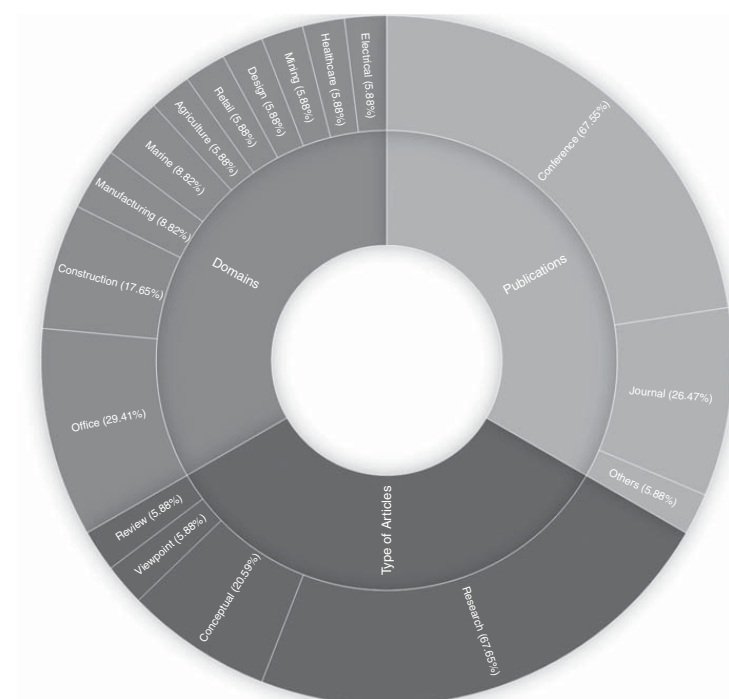 Electrical (5.88%)
Healthcare (5.88%)
Mining (5.88%)
Design (5.88%)
Retail (5.88%)
Agriculture (5.88%)
Marine (8.82%)
Manufacturing (8.82%)
Construction (17.65%)
Office (29.41%)
Domains
Conference (67.55%)
Publications
Journal (26.47%)
Others (5.88%)
Type of Articles
Review (5.88%)
Viewpoint (5.88%)
Conceptual (20.59%)
Research (67.65%)